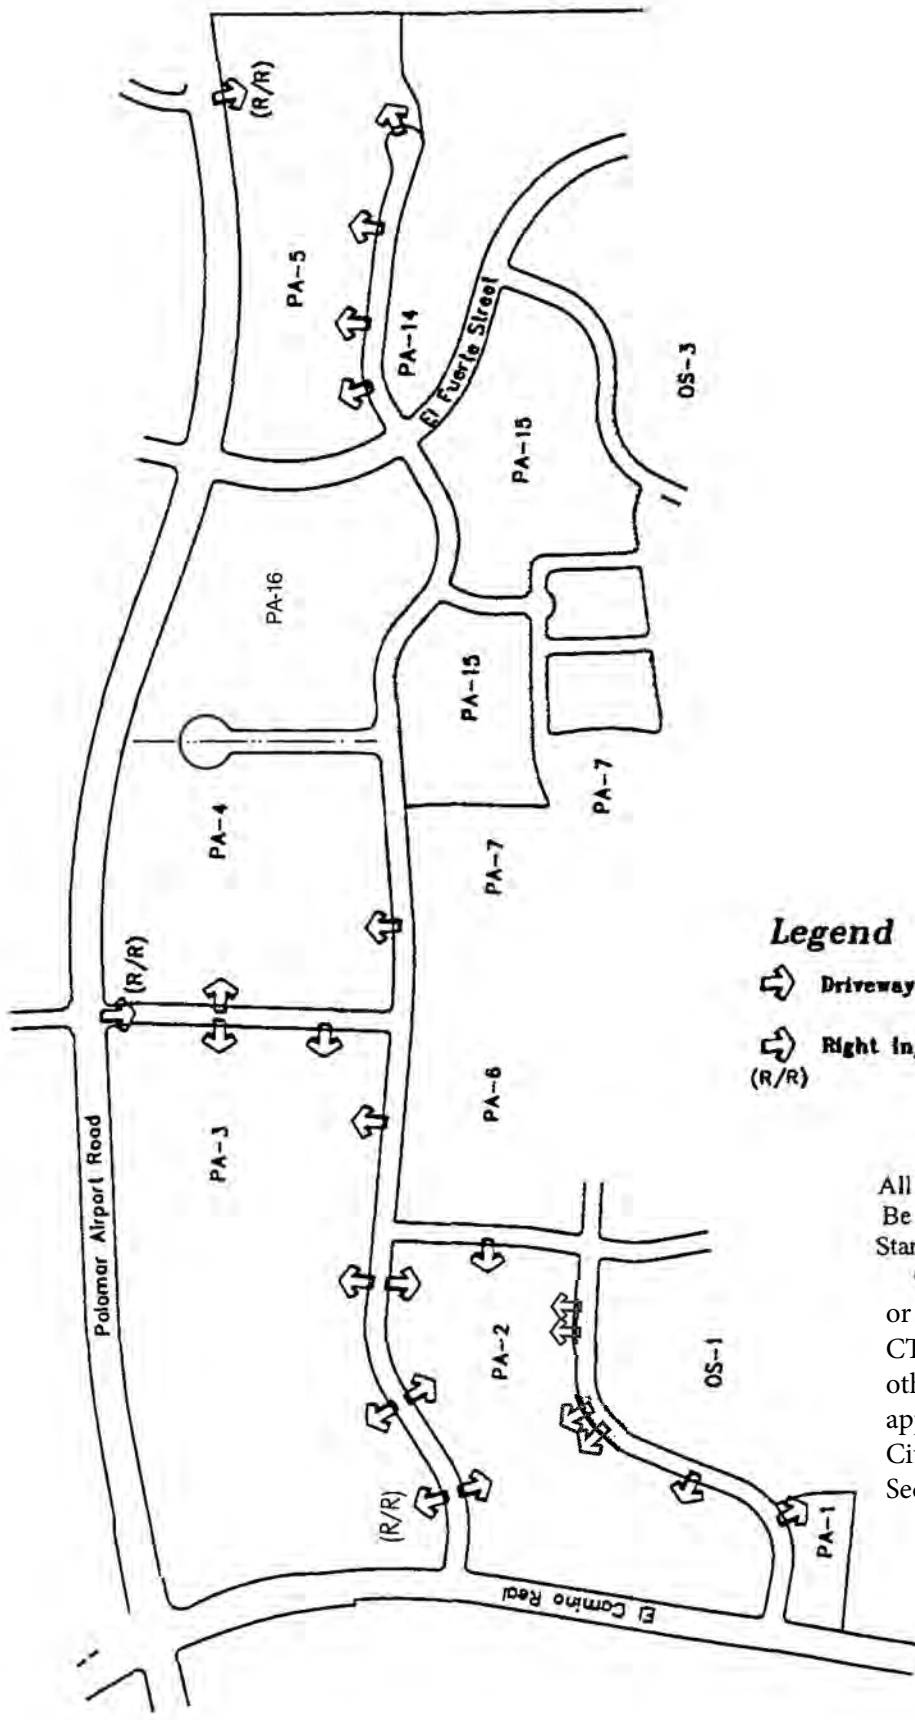 (R/R)
PA-5
PA-14
El Fuerte Street
OS-3
PA-15
PA-16
PA-15
PA-4
PA-7
PA-7
(R/R)
Legend
Driveway
Right in
(R/R)
Palomar Airport Road
PA-3
PA-6
PA-2
OS-1
(R/R)
PA-1
El Camino Real
All
Be
Star
or
CT
oth
app
Cit
Sec